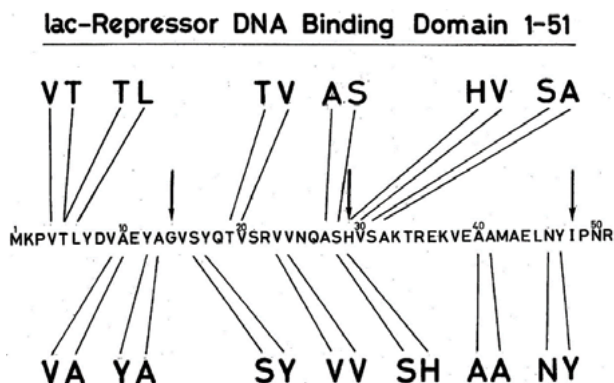 lac-Repressor DNA Binding Domain 1-51
VT TL TV AS HV SA
1 10 20 30 40 50
MKPVTLYDVAEYAGVSYQTVSRVVNQASHVSAKTREKVEAAMAELNYIPNR
VA YA SY VV SH AA NY